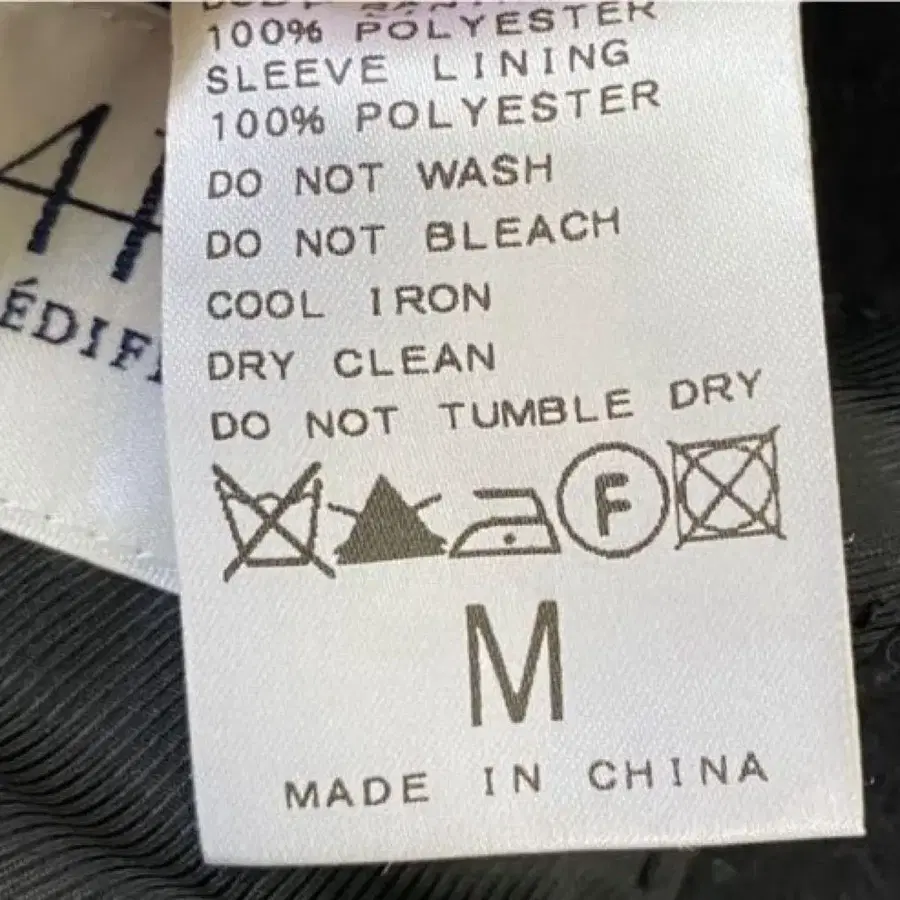 100% POLYESTER
SLEEVE LINING
100% POLYESTER
DO NOT WASH
DO NOT BLEACH
COOL IRON
DRY CLEAN
DO NOT TUMBLE DRY
F
M
MADE IN CHINA